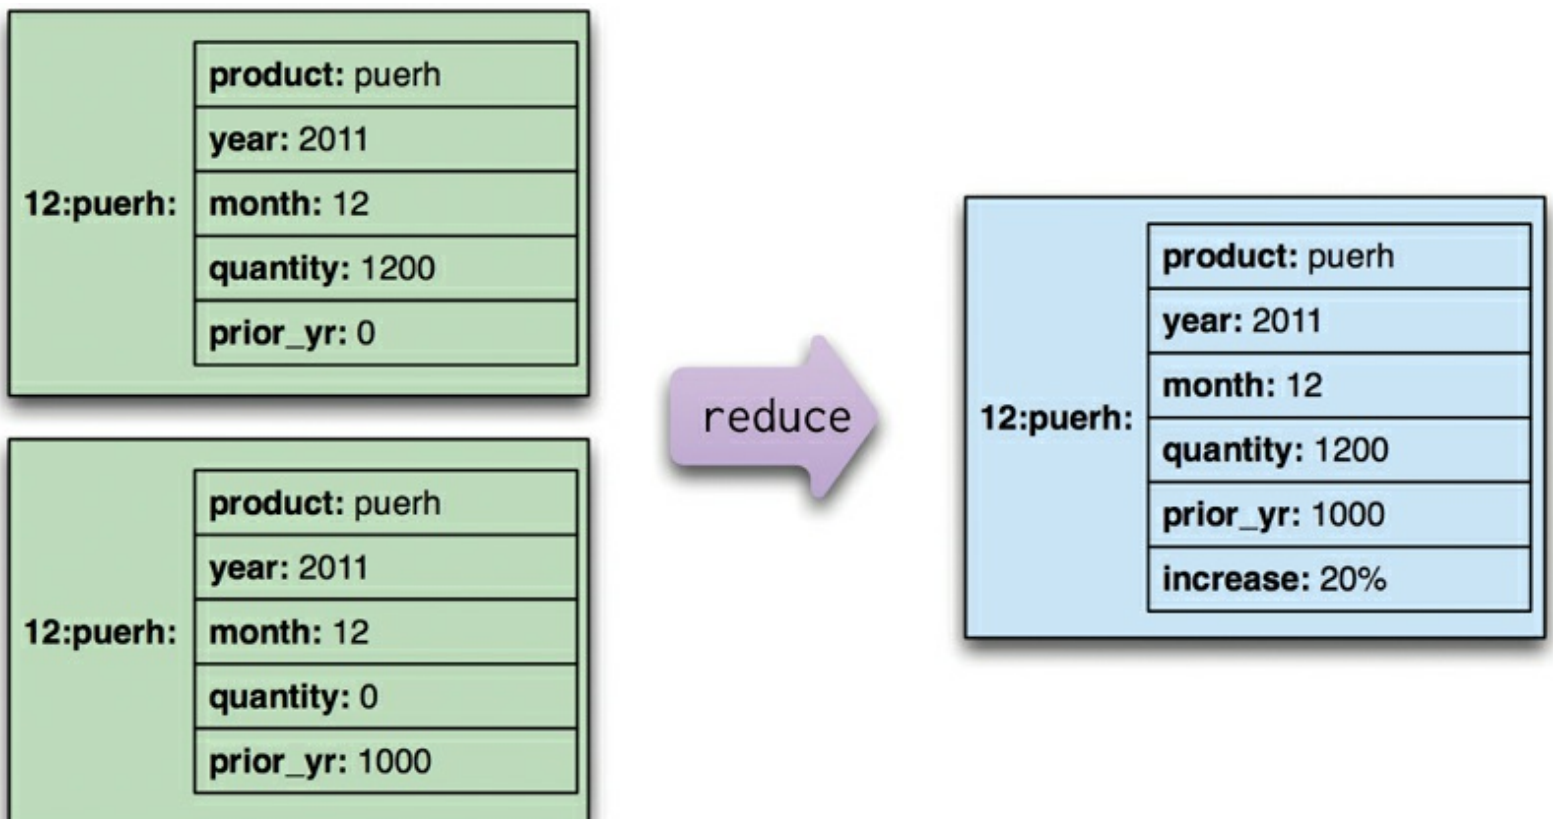 12:puerh:
product: puerh
year: 2011
month: 12
quantity: 1200
prior_yr: 0
12:puerh:
product: puerh
year: 2011
month: 12
quantity: 0
prior_yr: 1000
reduce
12:puerh:
product: puerh
year: 2011
month: 12
quantity: 1200
prior_yr: 1000
increase: 20%